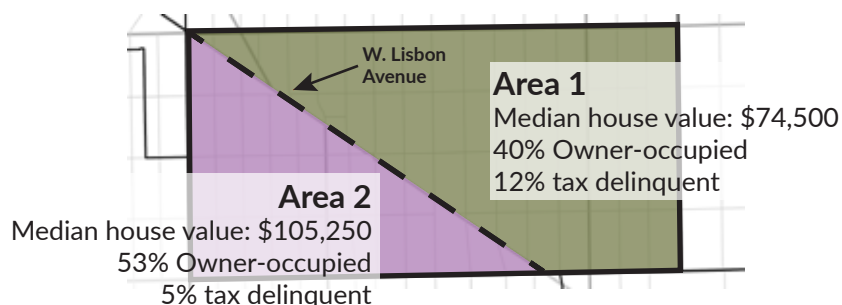 W. Lisbon
Avenue
Area 1
Median house value: $74,500
40% Owner-occupied
12% tax delinquent
Area 2
Median house value: $105,250
53% Owner-occupied
5% tax delinquent